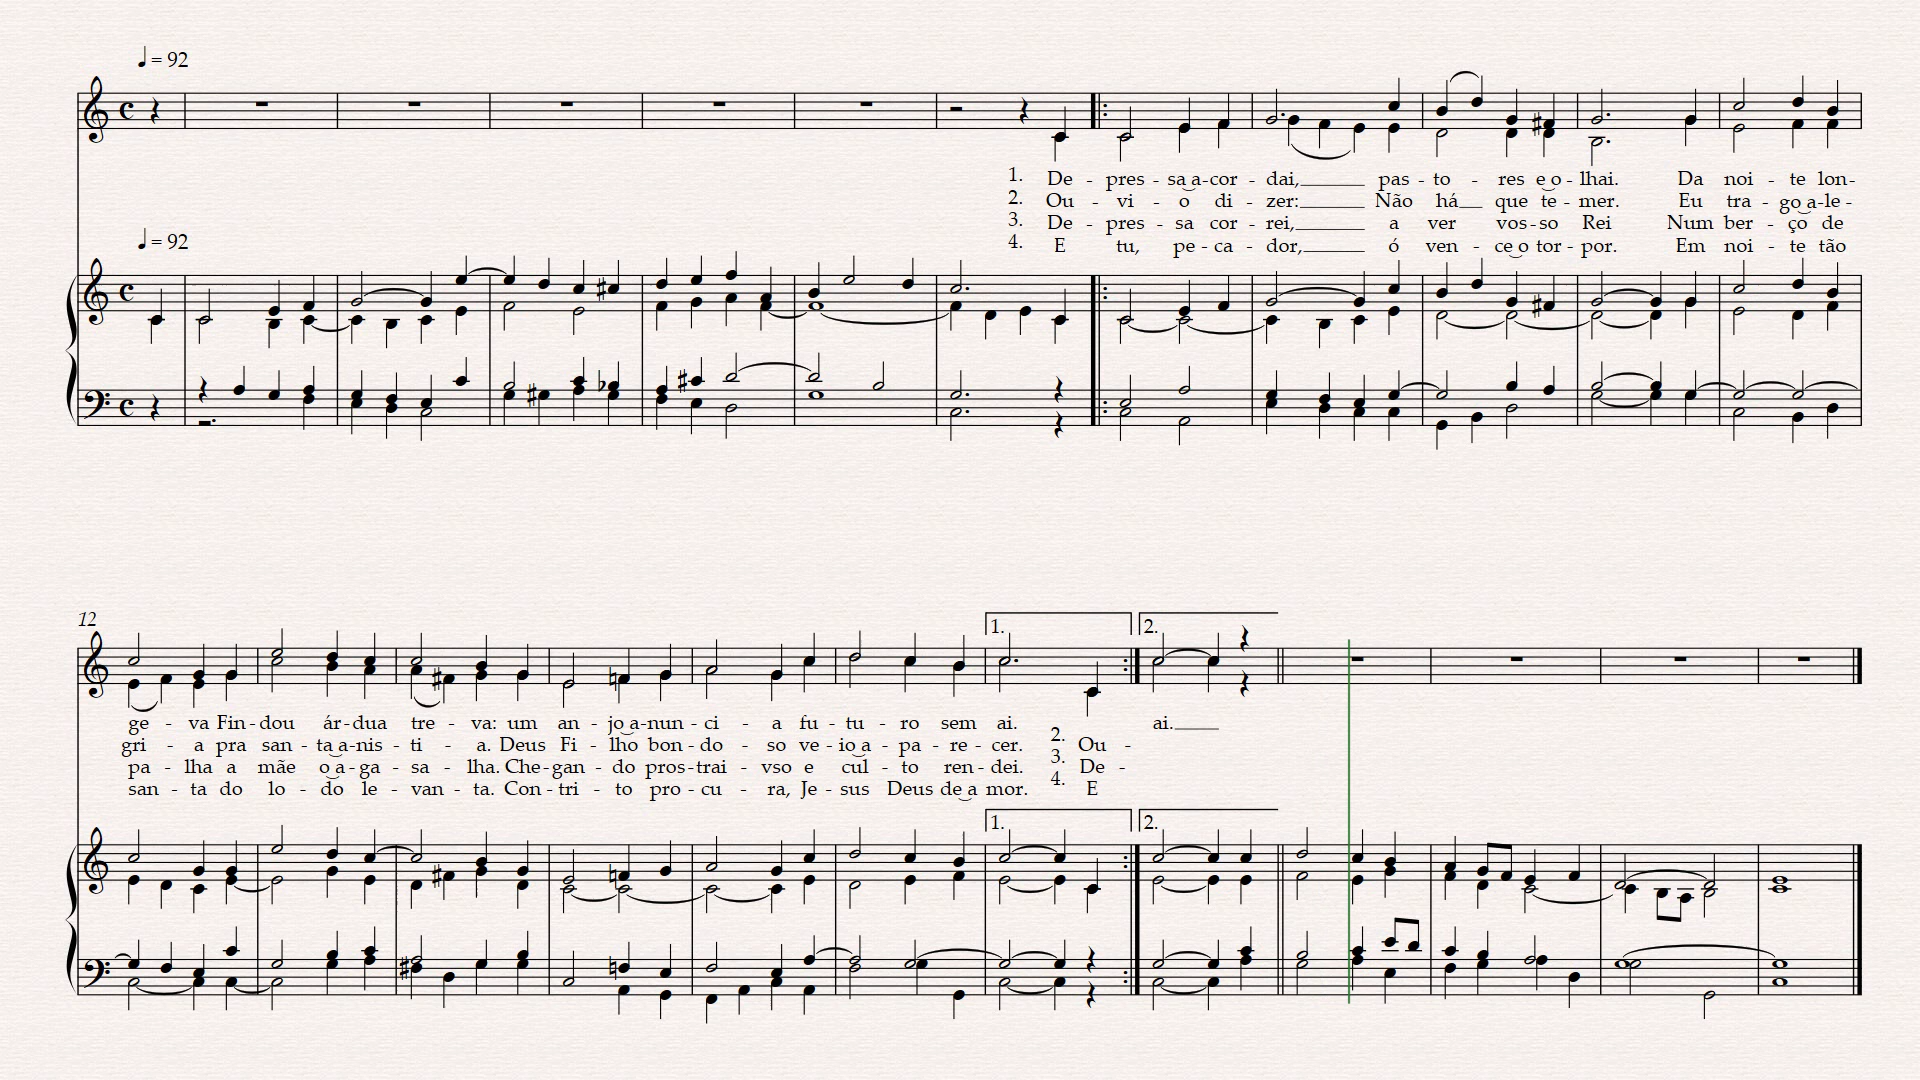 = 92
1. De - pres - sa a-cor - dai, pas - to - res e o - lhai. Da noi - te lon-
2. Ou - vi - o di - zer: Não há que te - mer. Eu tra - go a-le -
3. De - pres - sa cor - rei, a ver vos-so Rei Num ber - ço de
4. E tu, pe - ca - dor, ó ven - ce o tor - por. Em noi - te tão
= 92
12
1. 2.
ge - va Fin-dou ár-dua tre - va: um an - jo a-nun - ci - a fu - tu - ro sem ai. ai.
gri - a pra san - ta a-nis - ti - a. Deus Fi - lho bon - do - so ve - io a - pa - re - cer. 2. Ou -
pa - lha a mãe o a - ga - sa - lha. Che-gan - do pros-trai - vso e cul - to ren - dei. 3. De -
san - ta do lo - do le - van - ta. Con - tri - to pro - cu - ra, Je - sus Deus de a mor. 4. E
1. 2.